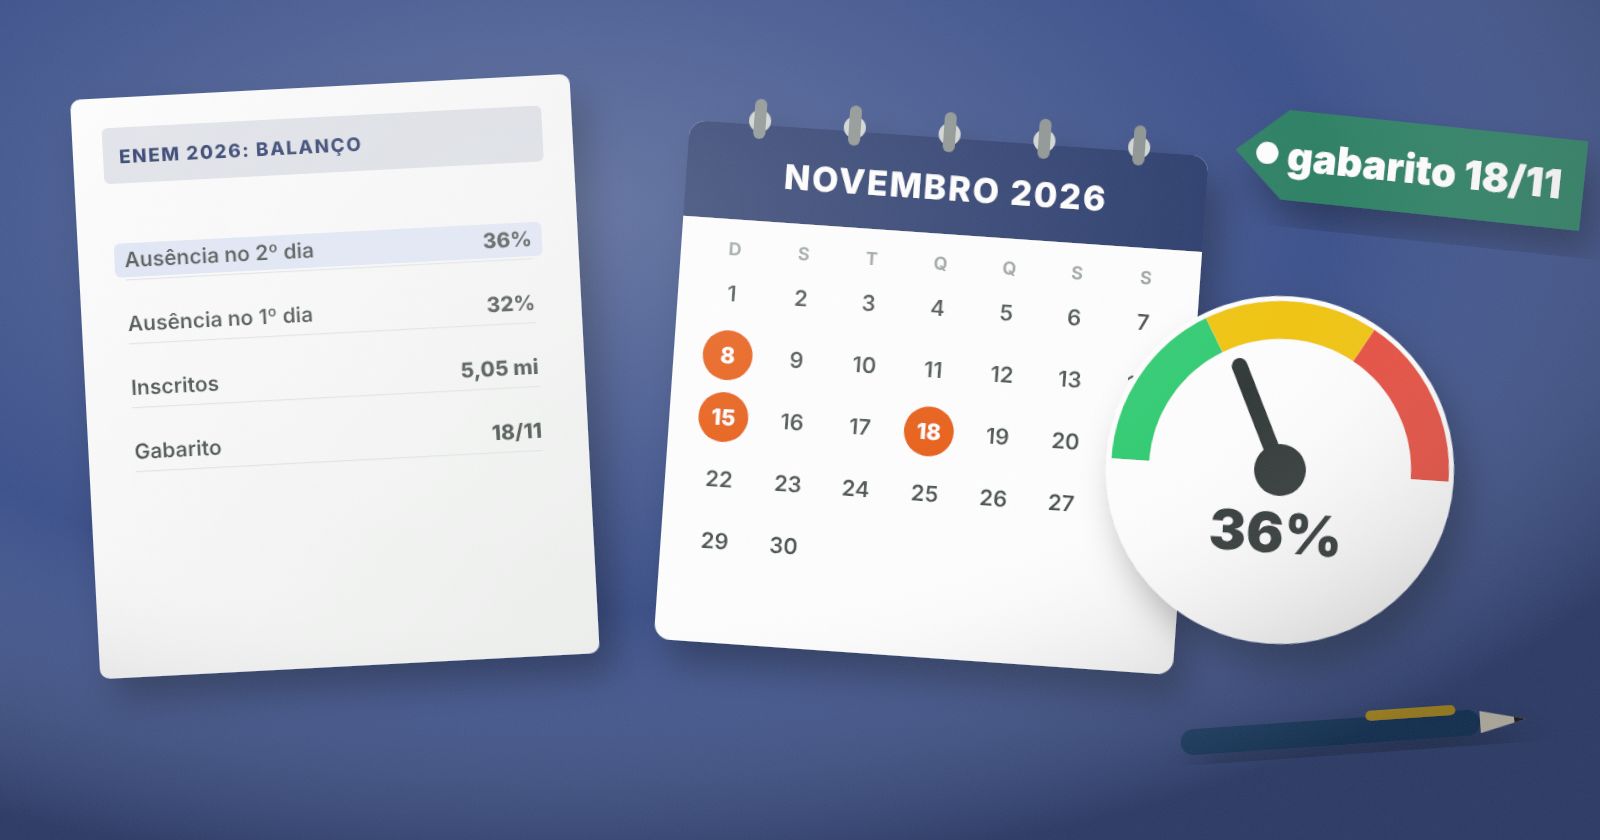 ENEM 2026: BALANÇO
Ausência no 2º dia 36%
Ausência no 1º dia 32%
Inscritos 5,05 mi
Gabarito 18/11
NOVEMBRO 2026
D S T Q Q S S
1 2 3 4 5 6 7
8 9 10 11 12 13
15 16 17 18 19 20
22 23 24 25 26 27
29 30
gabarito 18/11
36%